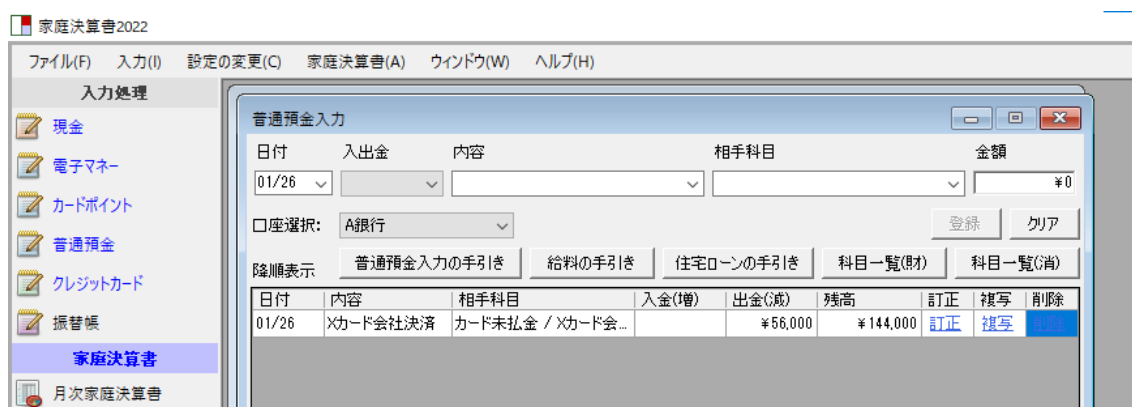 家庭決算書2022
ファイル(F) 入力(I) 設定の変更(C) 家庭決算書(A) ウィンドウ(W) ヘルプ(H)
入力処理
現金
電子マネー
カードポイント
普通預金
クレジットカード
振替帳
家庭決算書
月次家庭決算書
普通預金入力
日付 入出金 内容 相手科目 金額
01/26 ¥0
口座選択: A銀行 登録 クリア
降順表示 普通預金入力の手引き 給料の手引き 住宅ローンの手引き 科目一覧(財) 科目一覧(消)
日付 内容 相手科目 入金(増) 出金(減) 残高 訂正 複写 削除
01/26 Xカード会社決済 カード未払金 / Xカード会... ¥56,000 ¥144,000 訂正 複写 削除